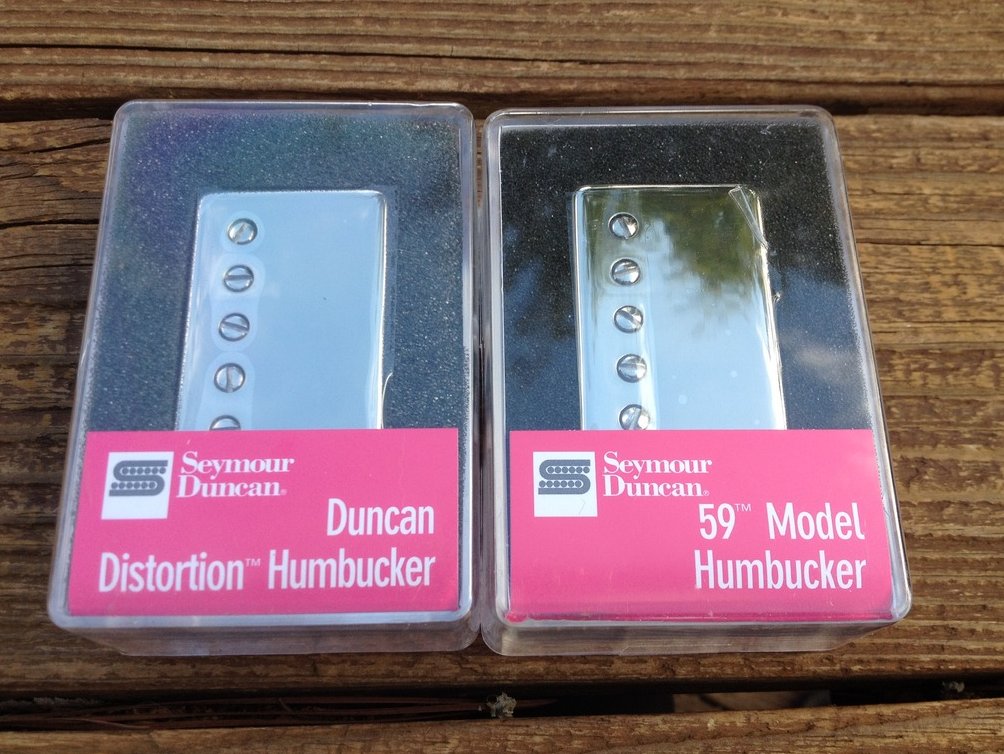 Seymour
Duncan®
Duncan
Distortion™ Humbucker
Seymour
Duncan®
59™ Model
Humbucker